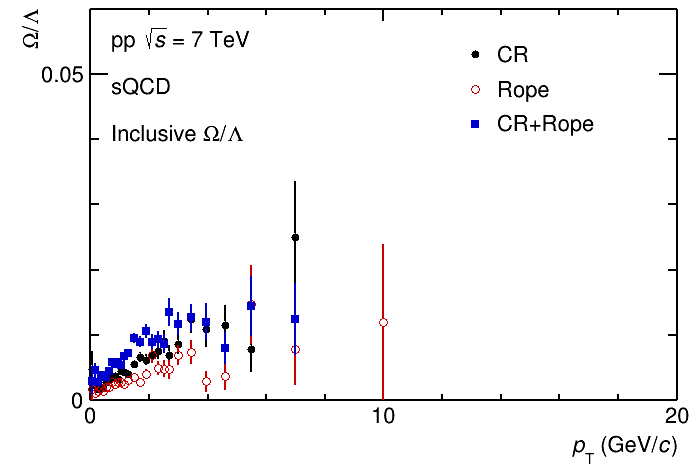 Ω/Λ
pp √s = 7 TeV
sQCD
Inclusive Ω/Λ
CR
Rope
CR+Rope
0.05
0
0
10
20
p_T (GeV/c)